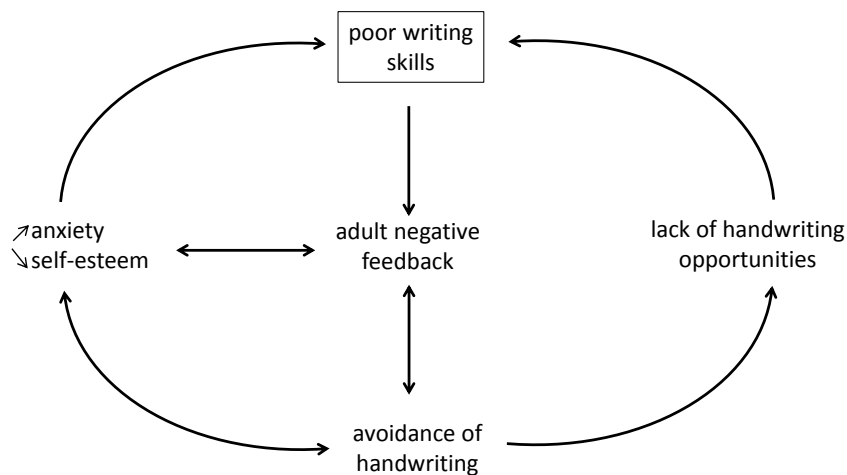 poor writing
skills
↗anxiety
↘self-esteem
adult negative
feedback
lack of handwriting
opportunities
avoidance of
handwriting